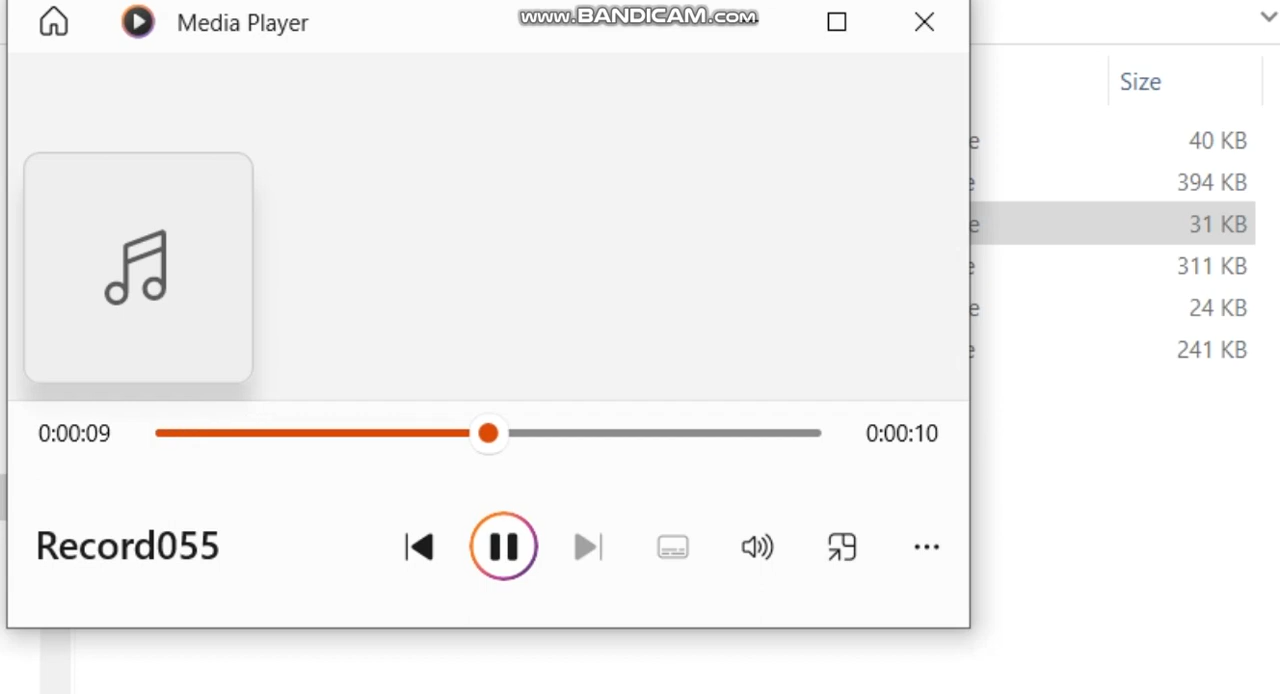 Media Player
www.BANDICAM.com
Size
40 KB
394 KB
31 KB
311 KB
24 KB
241 KB
0:00:09
0:00:10
Record055